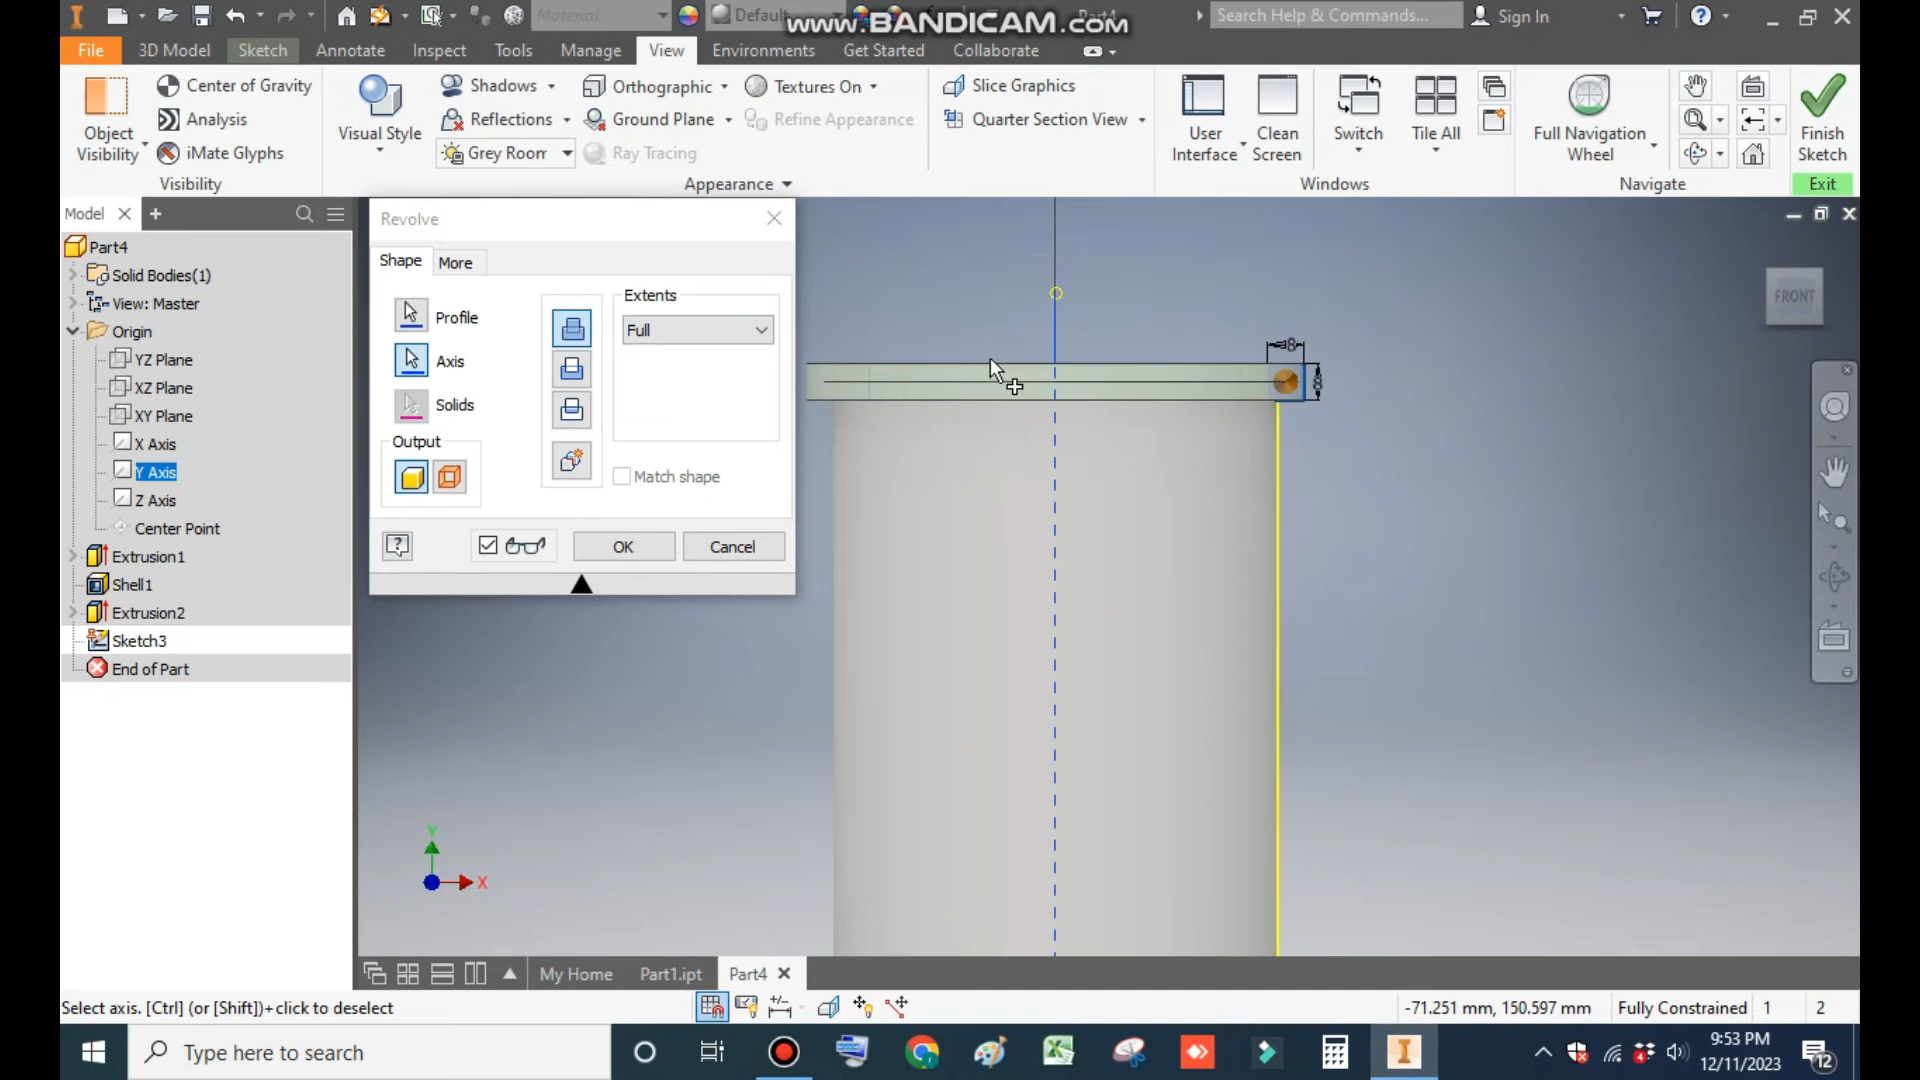 Material
Default
www.BANDICAM.com
Part4
Search Help & Commands...
Sign In
File
3D Model
Sketch
Annotate
Inspect
Tools
Manage
View
Environments
Get Started
Collaborate
Object Visibility
Center of Gravity
Analysis
iMate Glyphs
Visibility
Visual Style
Shadows
Reflections
Grey Room
Orthographic
Ground Plane
Ray Tracing
Textures On
Refine Appearance
Appearance
Slice Graphics
Quarter Section View
User Interface
Clean Screen
Switch
Tile All
Windows
Full Navigation Wheel
Navigate
Finish Sketch
Exit
Model
Part4
Solid Bodies(1)
View: Master
Origin
YZ Plane
XZ Plane
XY Plane
X Axis
Y Axis
Z Axis
Center Point
Extrusion1
Shell1
Extrusion2
Sketch3
End of Part
Revolve
Shape
More
Profile
Axis
Solids
Output
Extents
Full
Match shape
OK
Cancel
8
8
FRONT
Y
X
My Home
Part1.ipt
Part4
Select axis. [Ctrl] (or [Shift])+click to deselect
-71.251 mm, 150.597 mm
Fully Constrained
1
2
Type here to search
9:53 PM
12/11/2023
12